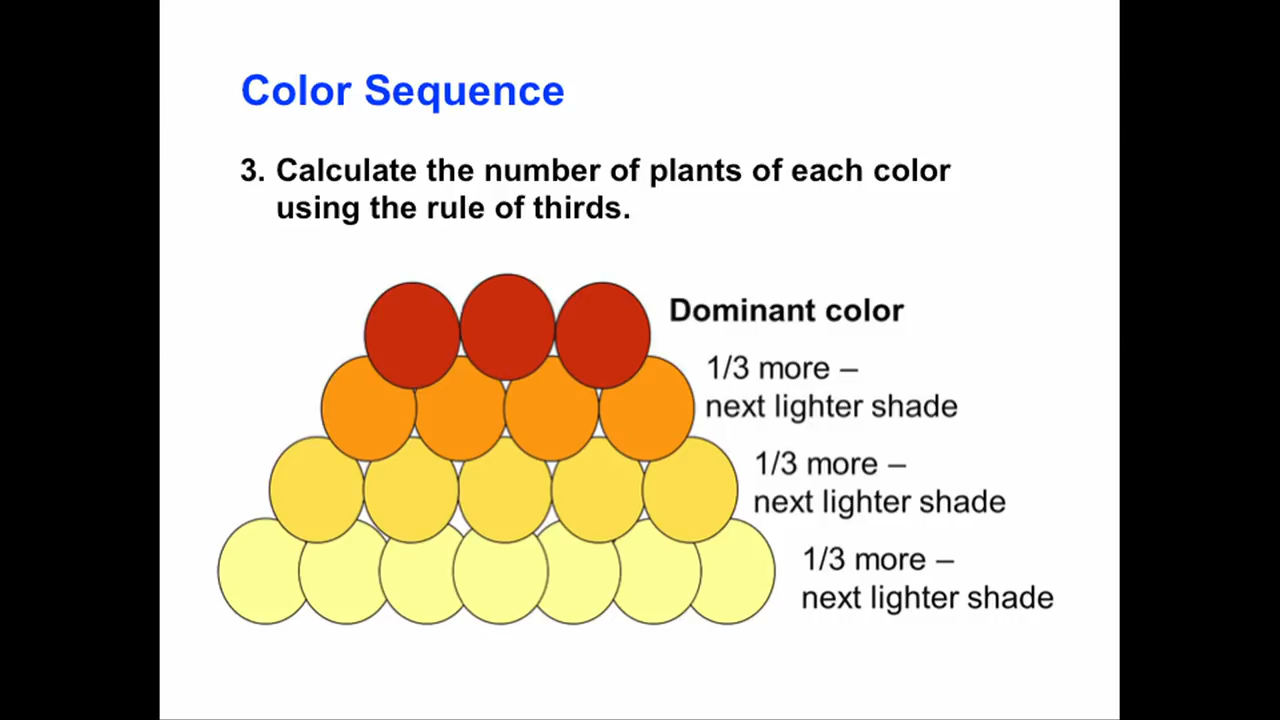 Color Sequence
3. Calculate the number of plants of each color
using the rule of thirds.
Dominant color
1/3 more –
next lighter shade
1/3 more –
next lighter shade
1/3 more –
next lighter shade